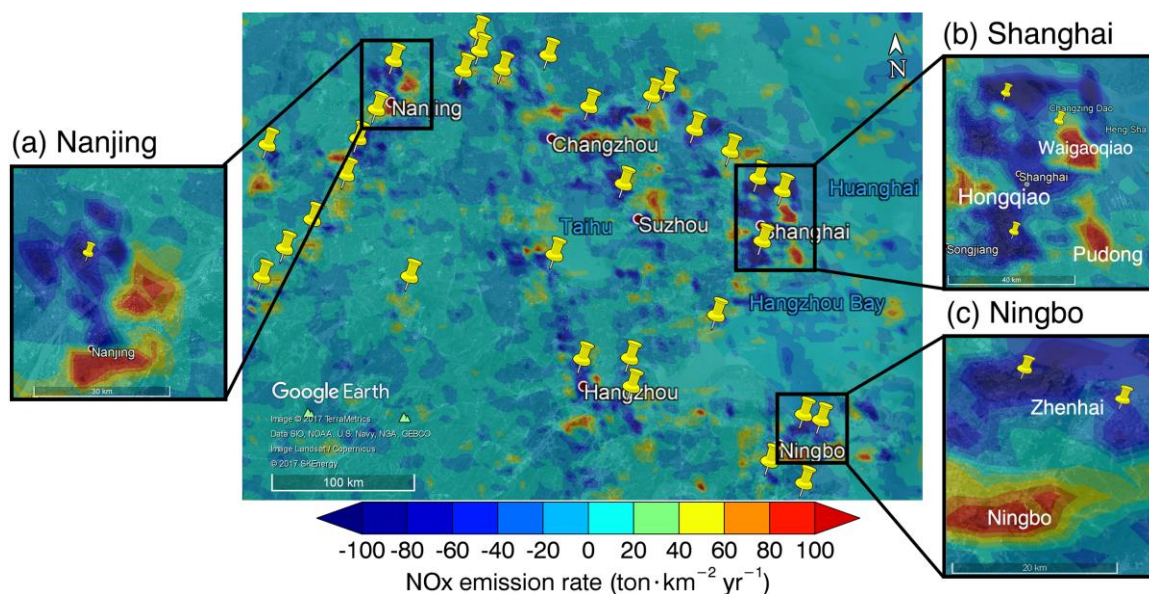 (a) Nanjing
Nanjing
30 km
N
Nanjing
Changzhou
Huanghai
Taihu
Suzhou
Shanghai
Hangzhou Bay
Hangzhou
Ningbo
Google Earth
Image © 2017 TerraMetrics
Data SIO, NOAA, U.S. Navy, NGA, GEBCO
Image Landsat / Copernicus
© 2017 SKEnergy
100 km
-100 -80 -60 -40 -20 0 20 40 60 80 100
NOx emission rate (ton·km⁻² yr⁻¹)
(b) Shanghai
Changzing Dao
Heng Sha
Waigaoqiao
Shanghai
Hongqiao
Songjiang
Pudong
40 km
(c) Ningbo
Zhenhai
Ningbo
20 km